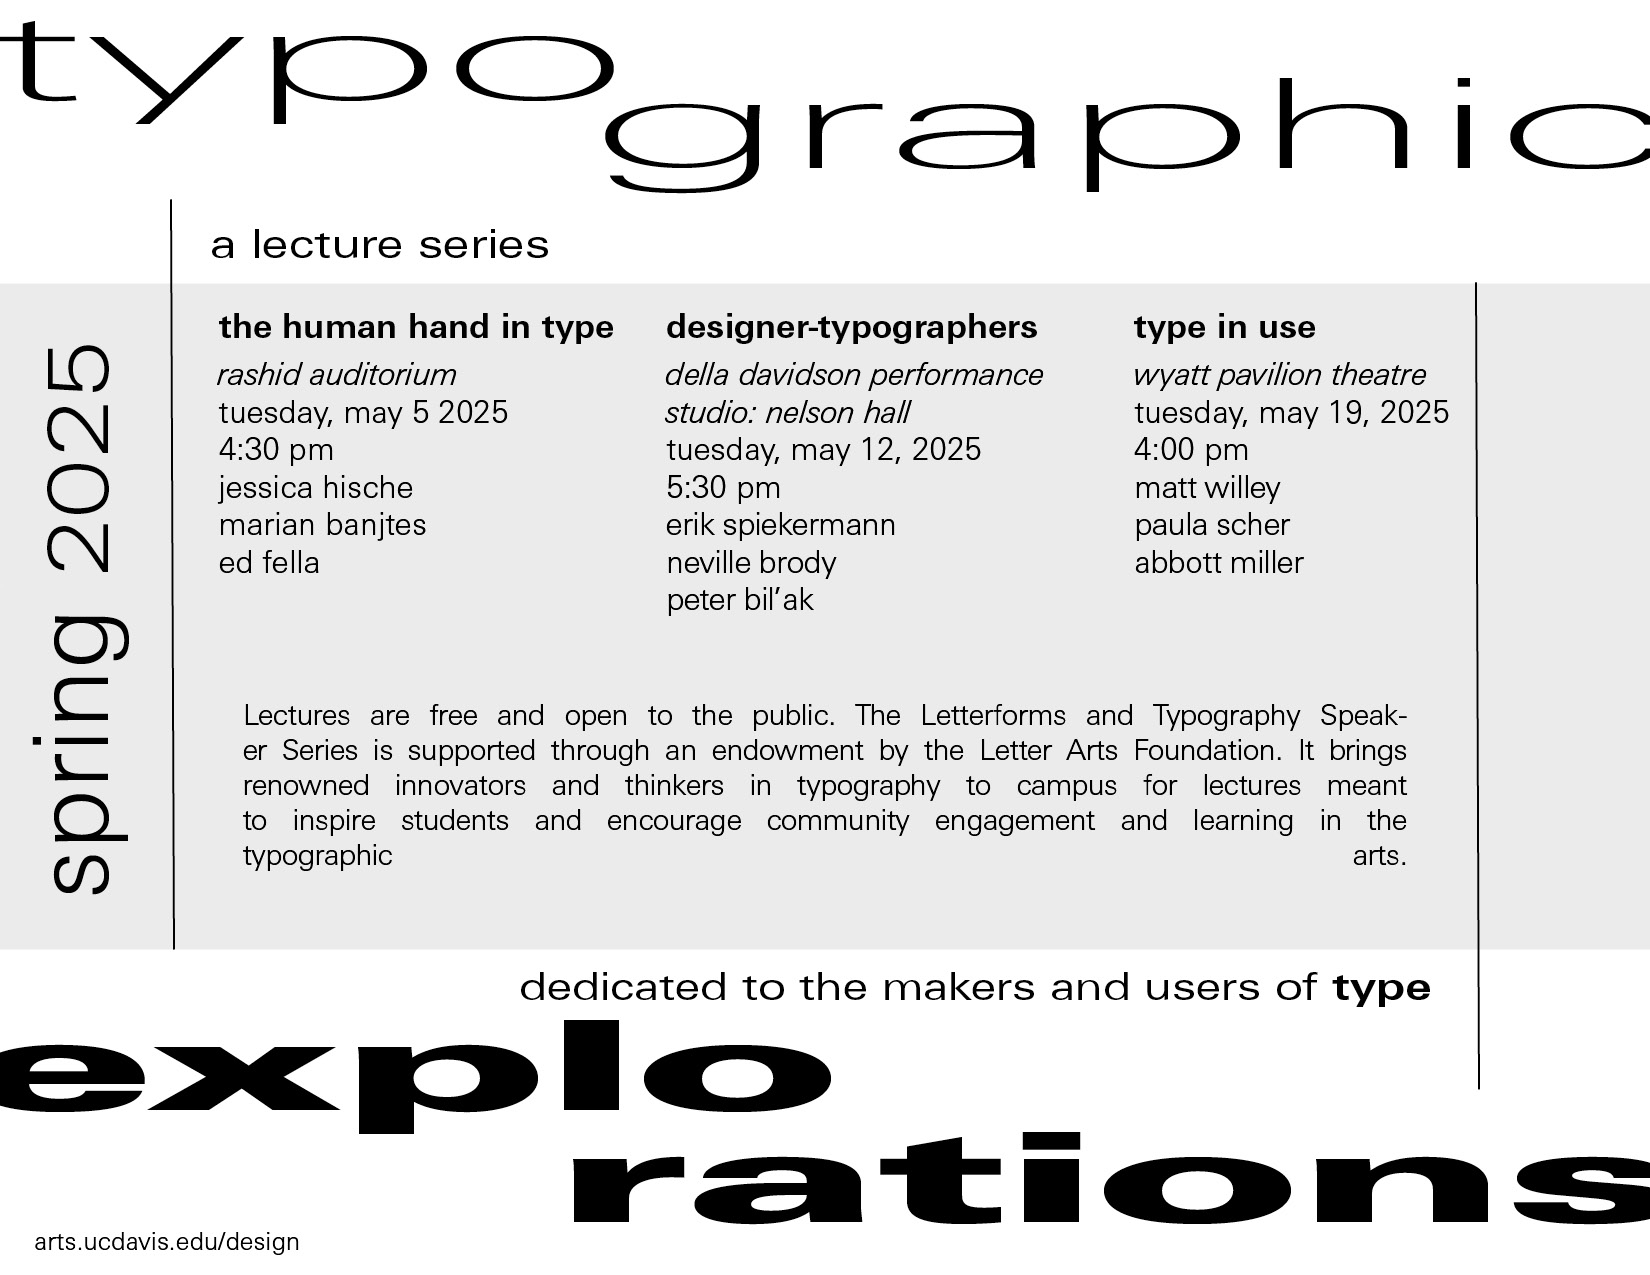 typo
graphic
a lecture series
spring 2025
the human hand in type
rashid auditorium
tuesday, may 5 2025
4:30 pm
jessica hische
marian banjtes
ed fella
designer-typographers
della davidson performance
studio: nelson hall
tuesday, may 12, 2025
5:30 pm
erik spiekermann
neville brody
peter bil’ak
type in use
wyatt pavilion theatre
tuesday, may 19, 2025
4:00 pm
matt willey
paula scher
abbott miller
Lectures are free and open to the public. The Letterforms and Typography Speak-
er Series is supported through an endowment by the Letter Arts Foundation. It brings
renowned innovators and thinkers in typography to campus for lectures meant
to inspire students and encourage community engagement and learning in the
typographic arts.
dedicated to the makers and users of type
explo
rations
arts.ucdavis.edu/design